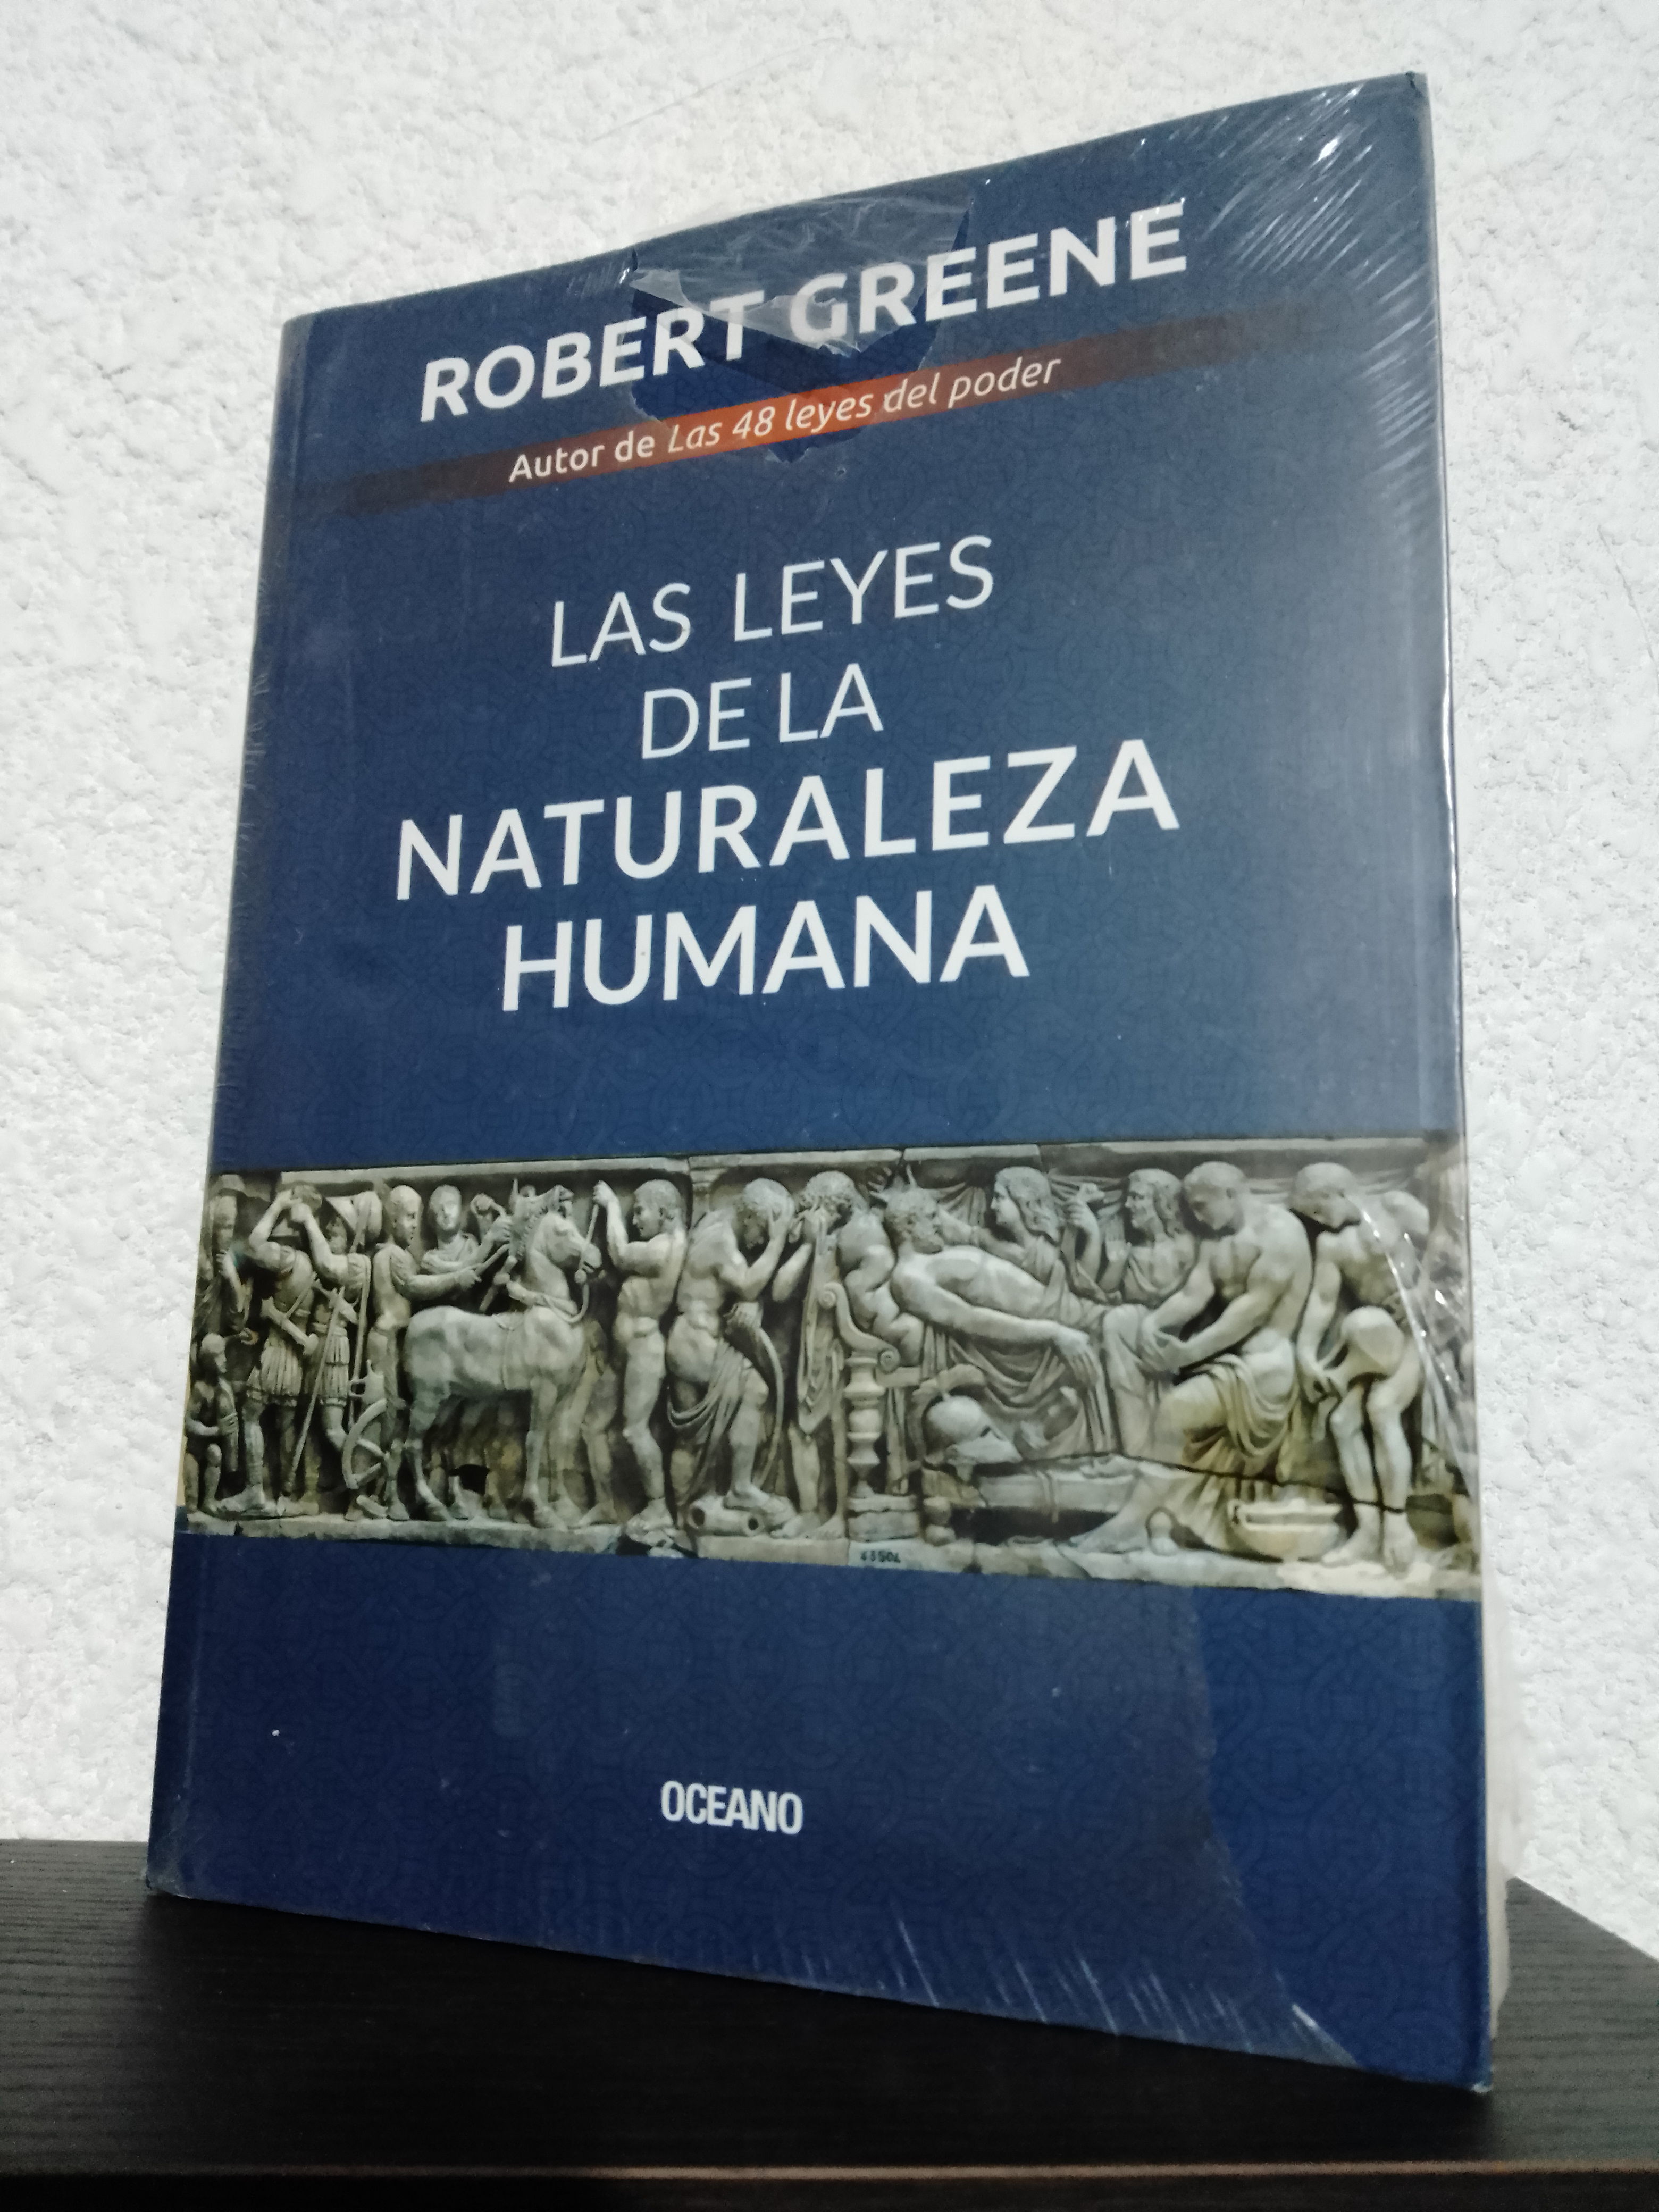 ROBERT GREENE
Autor de Las 48 leyes del poder
LAS LEYES
DE LA
NATURALEZA
HUMANA
OCEANO